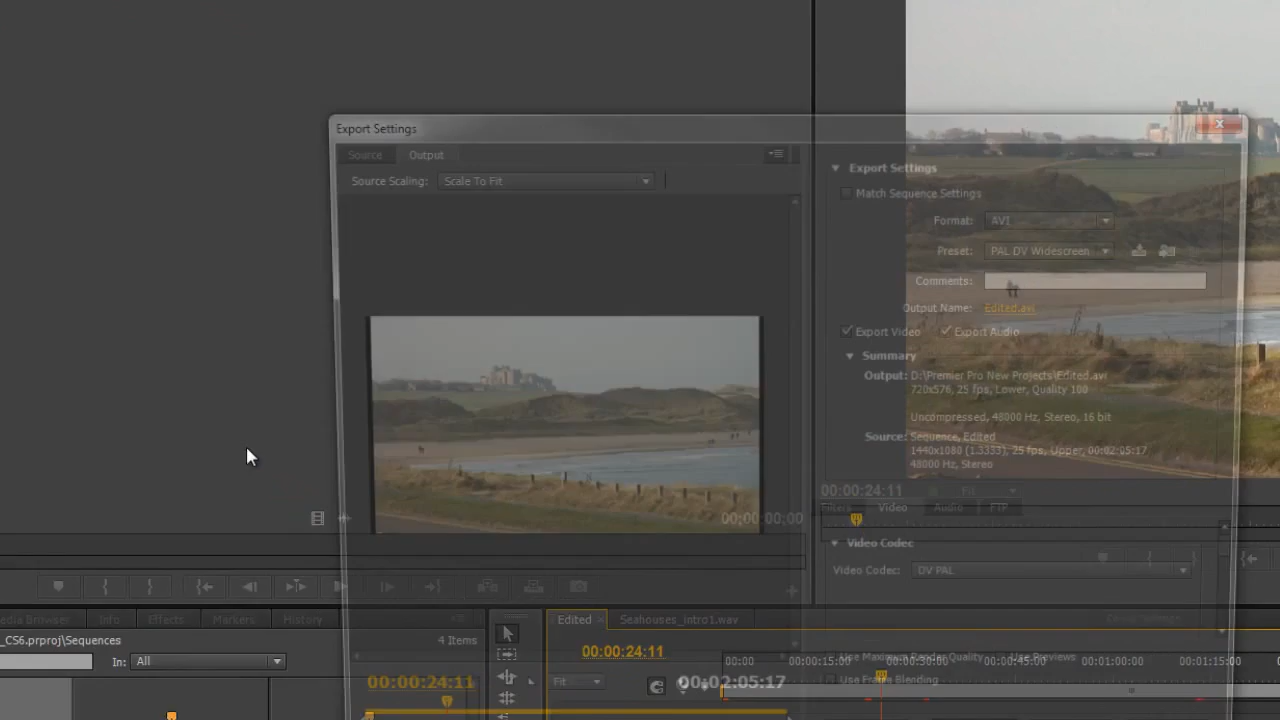 Export Settings
Source
Output
Source Scaling: Scale To Fit
Export Settings
Match Sequence Settings
Format: AVI
Preset: PAL DV Widescreen
Comments:
Output Name: Edited.avi
Export Video
Export Audio
Summary
Output: D:\Premier Pro New Projects\Edited.avi
720x576, 25 fps, Lower, Quality 100
Uncompressed, 48000 Hz, Stereo, 16 bit
Source: Sequence, Edited
1440x1080 (1.3333), 25 fps, Upper, 00:02:05:17
48000 Hz, Stereo
00:00:24:11
Fit
Filters
Video
Audio
FTP
00;00;00;00
Video Codec
Video Codec: DV PAL
edia Browser
Info
Effects
Markers
History
Edited
Seahouses_intro1.wav
_CS6.prproj\Sequences
4 Items
In: All
00:00:24:11
00:00
00:00:15:00
00:00:30:00
00:00:45:00
00:01:00:00
00:01:15:00
Use Maximum Render Quality
Use Previews
Use Frame Blending
00:00:24:11
Fit
00:02:05:17